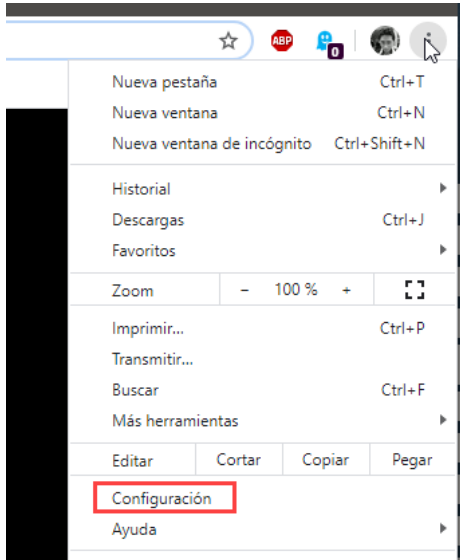 ABP
0
Nueva pestaña Ctrl+T
Nueva ventana Ctrl+N
Nueva ventana de incógnito Ctrl+Shift+N
Historial
Descargas Ctrl+J
Favoritos
Zoom - 100 % +
Imprimir... Ctrl+P
Transmitir...
Buscar Ctrl+F
Más herramientas
Editar Cortar Copiar Pegar
Configuración
Ayuda